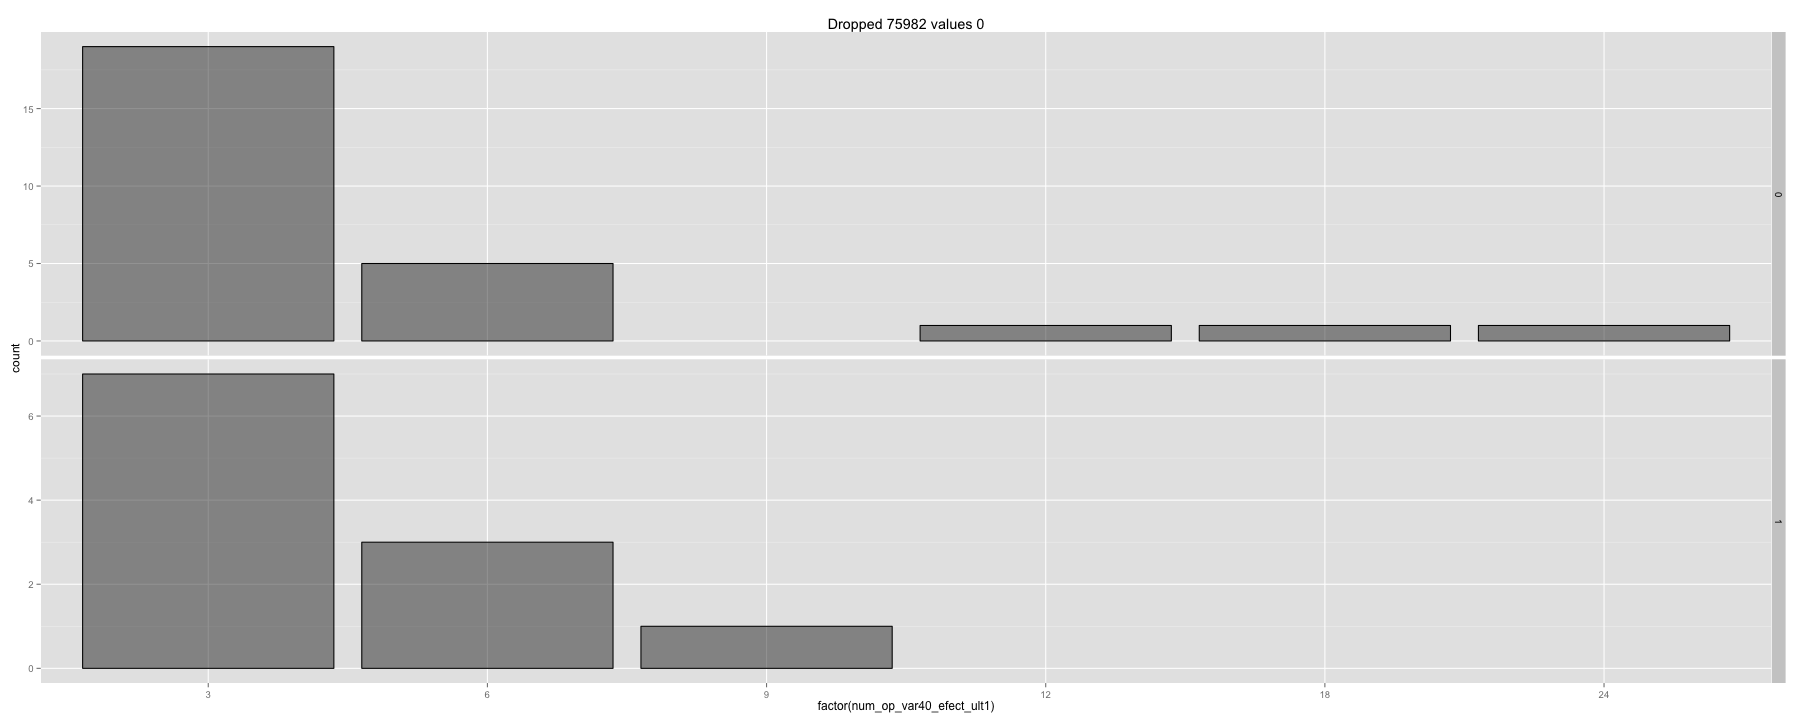 Dropped 75982 values 0
15
10
5
0
0
count
6
4
2
0
1
3 6 9 12 18 24
factor(num_op_var40_efect_ult1)